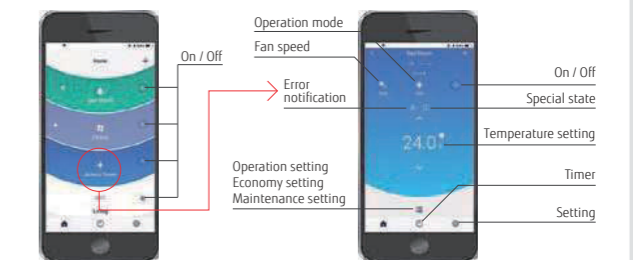 Operation mode
Fan speed
On / Off
Error
notification
On / Off
Special state
24.0
Temperature setting
Operation setting
Economy setting
Maintenance setting
Timer
Setting